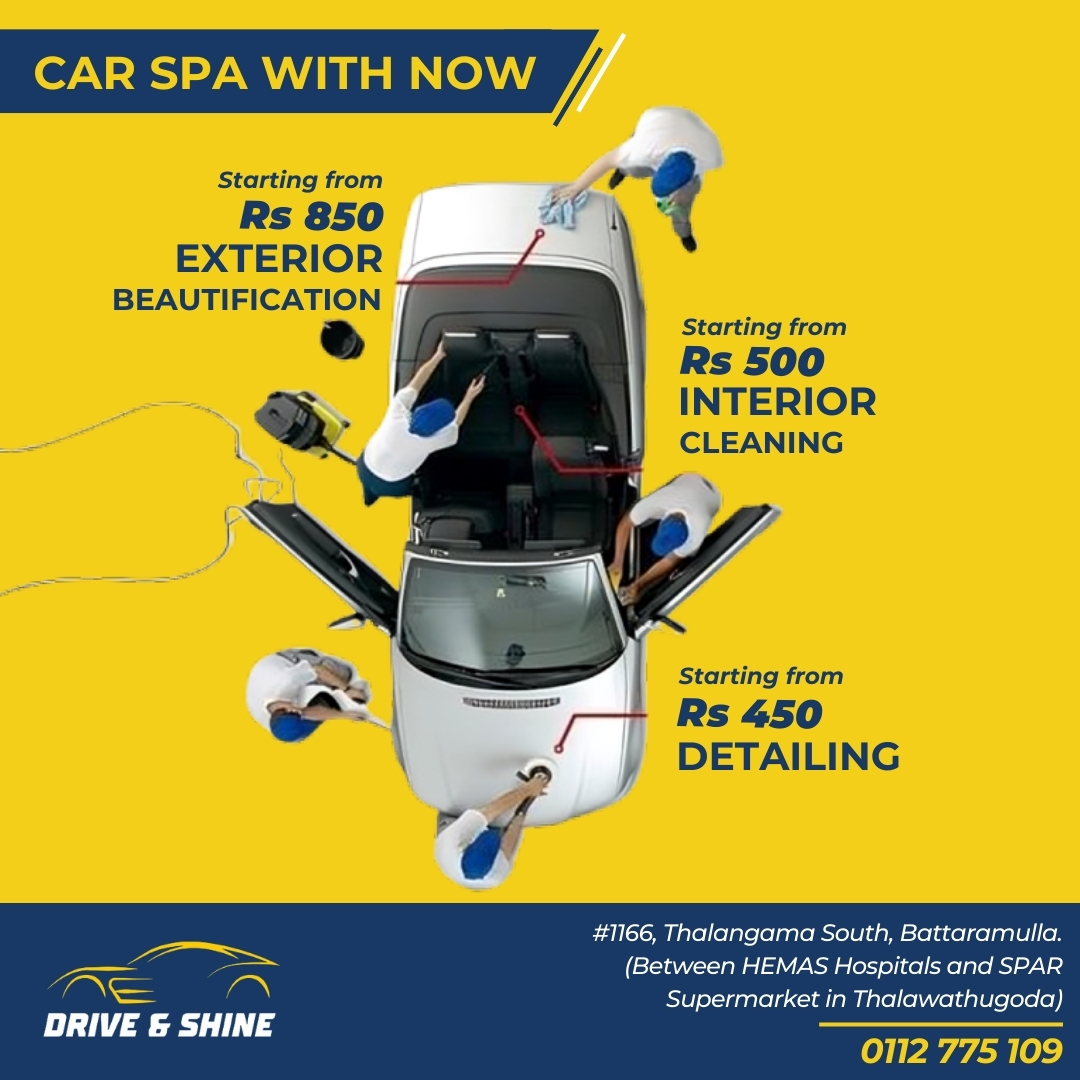 CAR SPA WITH NOW
Starting from
Rs 850
EXTERIOR
BEAUTIFICATION
Starting from
Rs 500
INTERIOR
CLEANING
Starting from
Rs 450
DETAILING
DRIVE & SHINE
#1166, Thalangama South, Battaramulla.
(Between HEMAS Hospitals and SPAR
Supermarket in Thalawathugoda)
0112 775 109